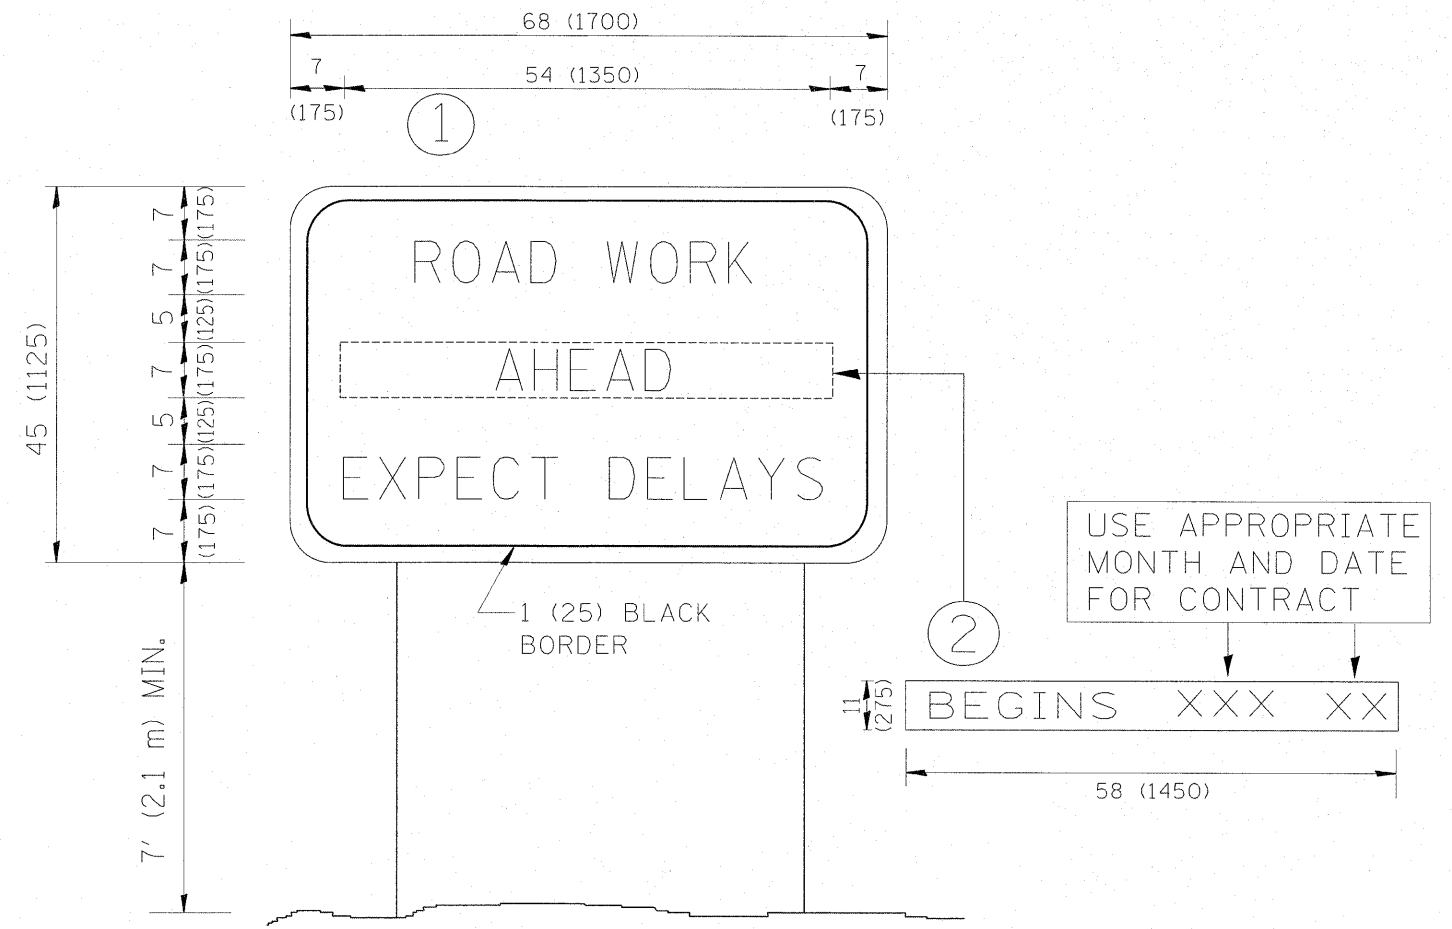 68 (1700)
7
54 (1350)
7
(175)
(175)
1
45 (1125)
7
(175)
7
(175)
5
(125)
7
(175)
5
(125)
7
(175)
7
(175)
ROAD WORK
AHEAD
EXPECT DELAYS
1 (25) BLACK
BORDER
7' (2.1 m) MIN.
USE APPROPRIATE
MONTH AND DATE
FOR CONTRACT
2
11
(275)
BEGINS XXX XX
58 (1450)